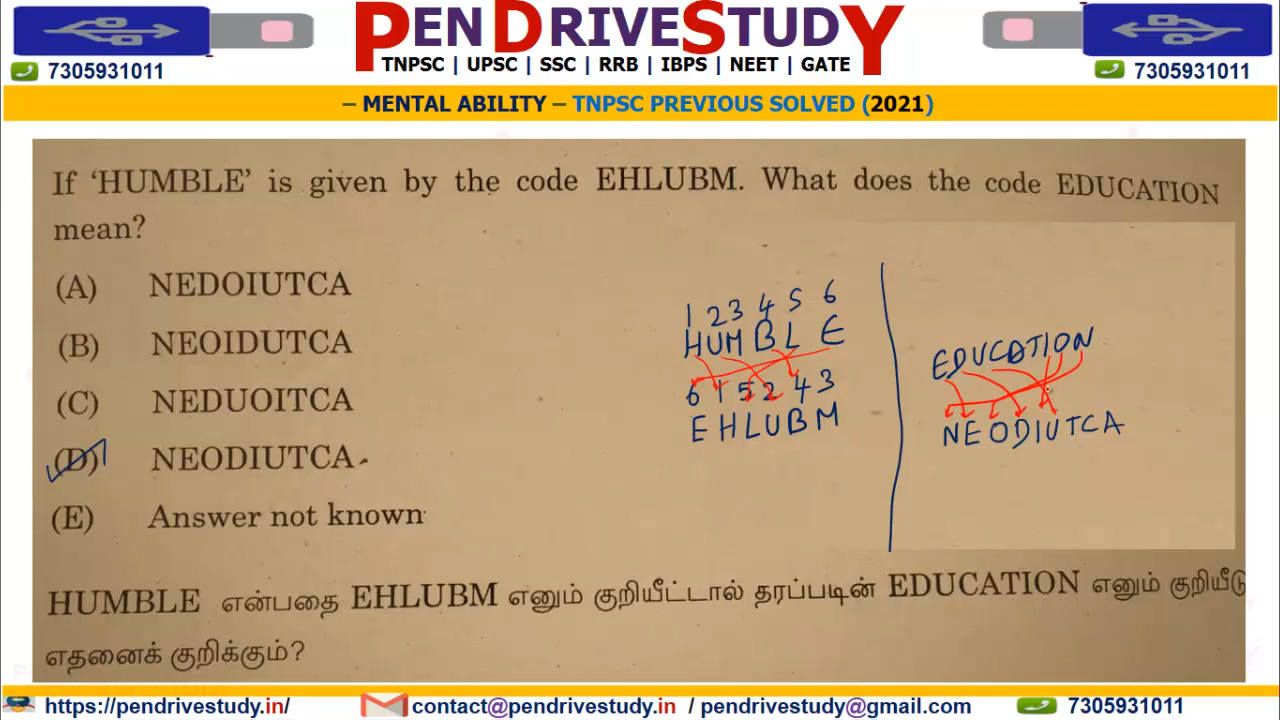 PENDRIVESTUDY
TNPSC | UPSC | SSC | RRB | IBPS | NEET | GATE
7305931011
7305931011
– MENTAL ABILITY – TNPSC PREVIOUS SOLVED (2021)
If ‘HUMBLE’ is given by the code EHLUBM. What does the code EDUCATION
mean?
(A) NEDOIUTCA
(B) NEOIDUTCA
(C) NEDUOITCA
(D) NEODIUTCA
(E) Answer not known
1 2 3 4 5 6
HUMBLE
6 1 5 2 4 3
EHLUBM
EDUCATION
NEODIUTCA
HUMBLE என்பதை EHLUBM எனும் குறியீட்டால் தரப்படின் EDUCATION எனும் குறியீடு
எதனைக் குறிக்கும்?
https://pendrivestudy.in/ contact@pendrivestudy.in / pendrivestudy@gmail.com 7305931011